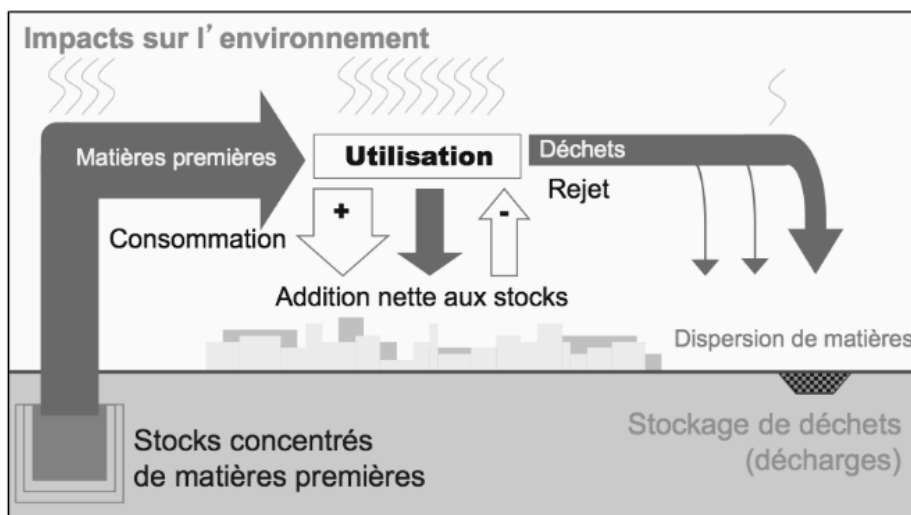 Impacts sur l’environnement
Matières premières
Utilisation
Déchets
Rejet
+
-
Consommation
Addition nette aux stocks
Dispersion de matières
Stocks concentrés
de matières premières
Stockage de déchets
(décharges)